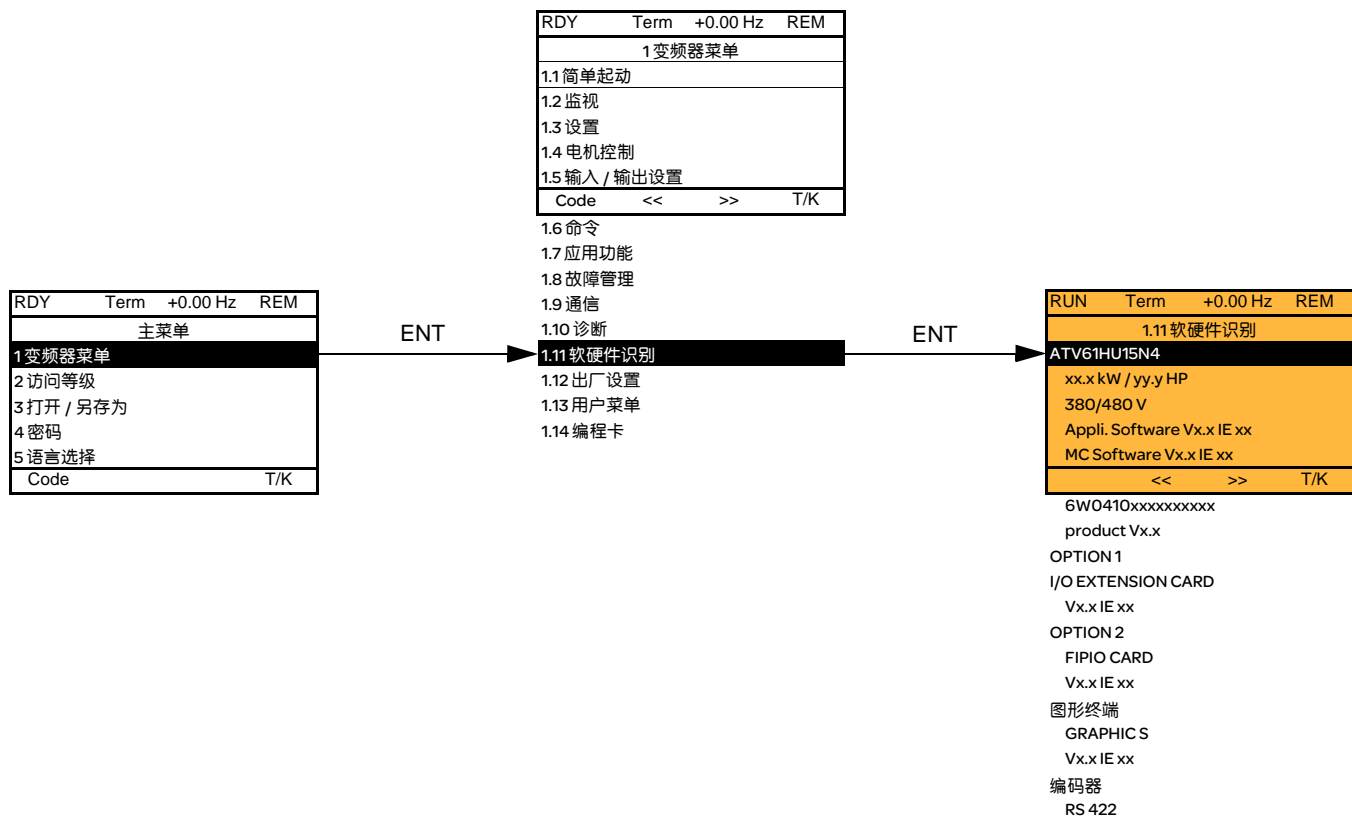 RDY Term +0.00 Hz REM
1 变频器菜单
1.1 简单起动
1.2 监视
1.3 设置
1.4 电机控制
1.5 输入 / 输出设置
Code << >> T/K
1.6 命令
1.7 应用功能
1.8 故障管理
1.9 通信
1.10 诊断
1.11 软硬件识别
1.12 出厂设置
1.13 用户菜单
1.14 编程卡
RDY Term +0.00 Hz REM
主菜单
1 变频器菜单
2 访问等级
3 打开 / 另存为
4 密码
5 语言选择
Code T/K
ENT
ENT
RUN Term +0.00 Hz REM
1.11 软硬件识别
ATV61HU15N4
xx.x kW / yy.y HP
380/480 V
Appli. Software Vx.x IE xx
MC Software Vx.x IE xx
<< >> T/K
6W0410xxxxxxxxxx
product Vx.x
OPTION 1
I/O EXTENSION CARD
Vx.x IE xx
OPTION 2
FIPIO CARD
Vx.x IE xx
图形终端
GRAPHIC S
Vx.x IE xx
编码器
RS 422